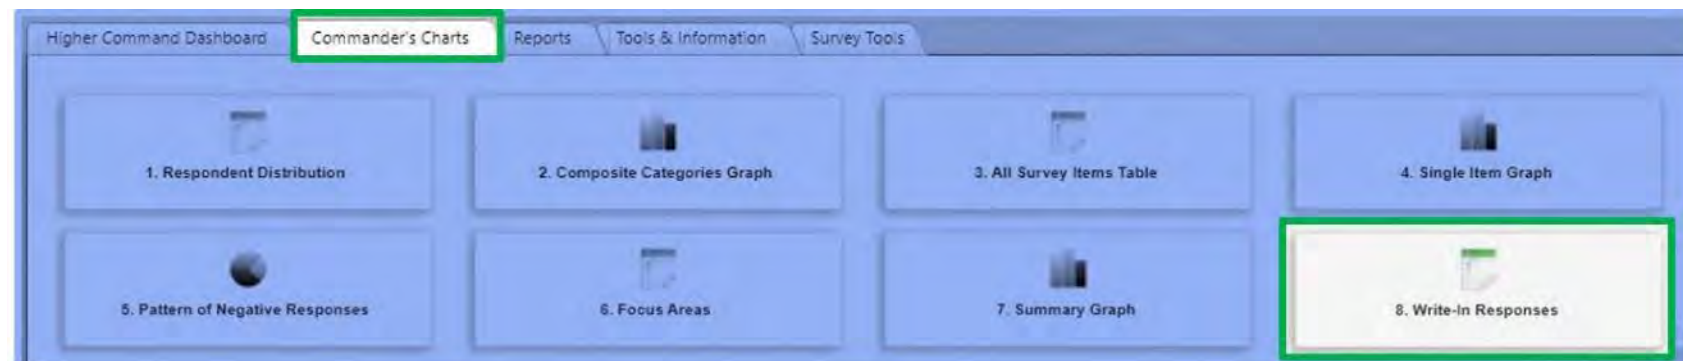 Higher Command Dashboard
Commander's Charts
Reports
Tools & Information
Survey Tools
1. Respondent Distribution
2. Composite Categories Graph
3. All Survey Items Table
4. Single Item Graph
5. Pattern of Negative Responses
6. Focus Areas
7. Summary Graph
8. Write-In Responses